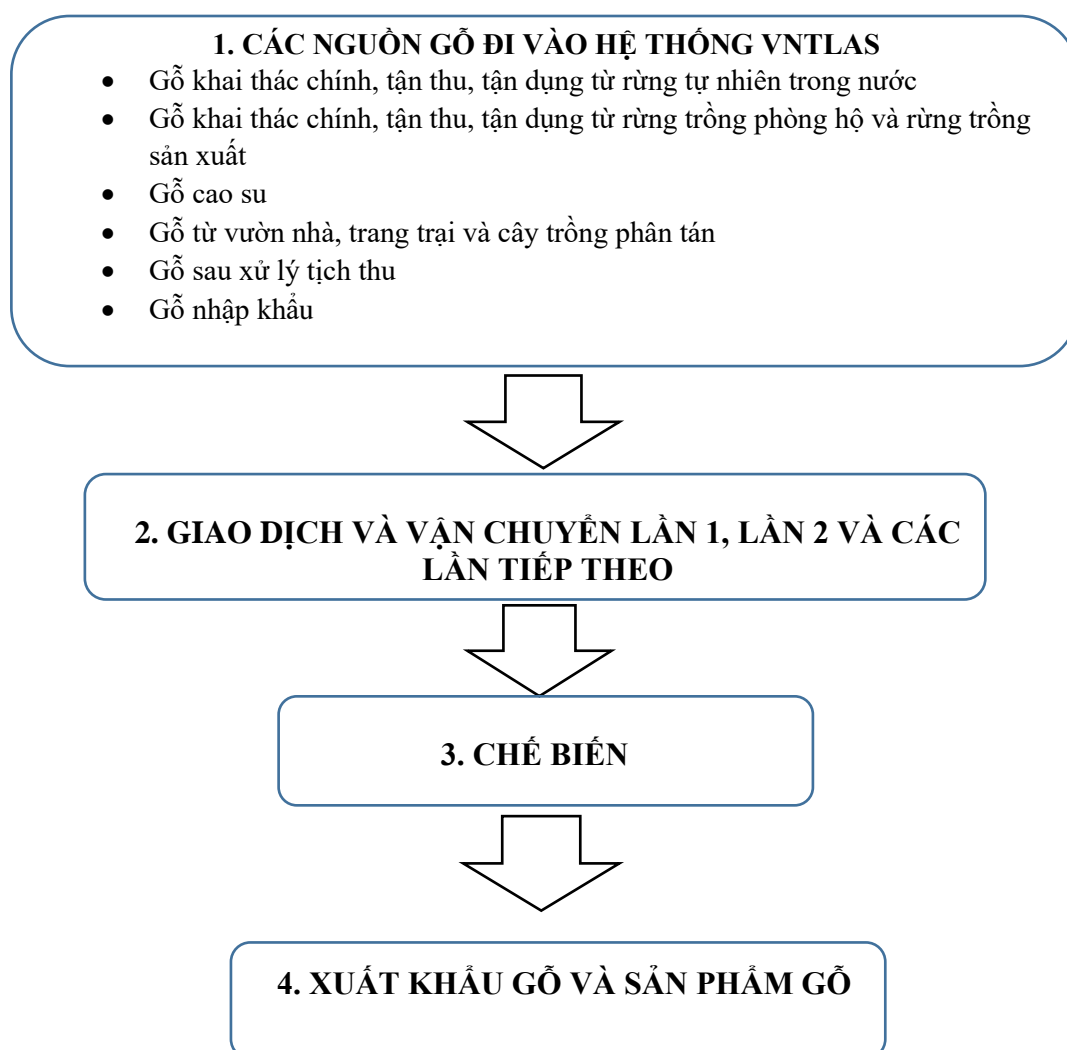 1. CÁC NGUỒN GỖ ĐI VÀO HỆ THỐNG VNTLAS
• Gỗ khai thác chính, tận thu, tận dụng từ rừng tự nhiên trong nước
• Gỗ khai thác chính, tận thu, tận dụng từ rừng trồng phòng hộ và rừng trồng
sản xuất
• Gỗ cao su
• Gỗ từ vườn nhà, trang trại và cây trồng phân tán
• Gỗ sau xử lý tịch thu
• Gỗ nhập khẩu
2. GIAO DỊCH VÀ VẬN CHUYỂN LẦN 1, LẦN 2 VÀ CÁC
LẦN TIẾP THEO
3. CHẾ BIẾN
4. XUẤT KHẨU GỖ VÀ SẢN PHẨM GỖ